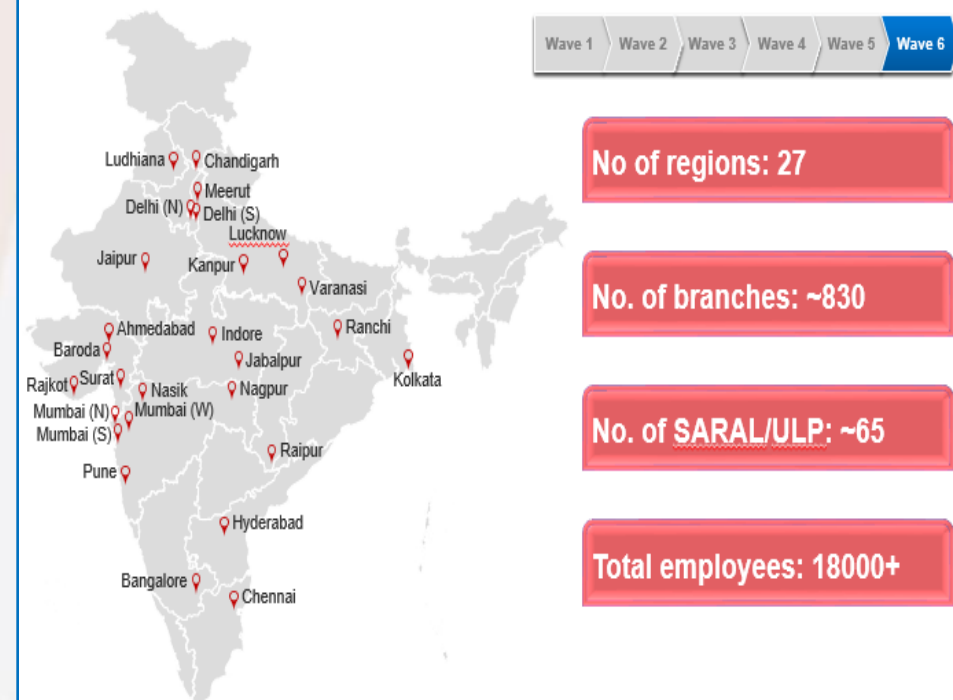 Wave 1 Wave 2 Wave 3 Wave 4 Wave 5 Wave 6
Ludhiana
Chandigarh
Meerut
Delhi (N)
Delhi (S)
Lucknow
Jaipur
Kanpur
Varanasi
Ahmedabad
Indore
Ranchi
Baroda
Jabalpur
Kolkata
Rajkot
Surat
Nasik
Nagpur
Mumbai (N)
Mumbai (W)
Mumbai (S)
Raipur
Pune
Hyderabad
Bangalore
Chennai
No of regions: 27
No. of branches: ~830
No. of SARAL/ULP: ~65
Total employees: 18000+